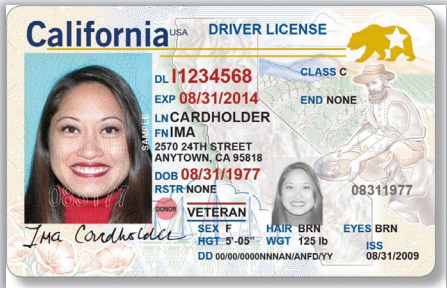 California USA DRIVER LICENSE
DL I1234568 CLASS C
EXP 08/31/2014 END NONE
LN CARDHOLDER
FN IMA
2570 24TH STREET
ANYTOWN, CA 95818
DOB 08/31/1977
RSTR NONE 08311977
SAMPLE
083177
DONOR
VETERAN
Ima Cardholder
SEX F HAIR BRN EYES BRN
HGT 5'-05" WGT 125 lb ISS
DD 00/00/0000NNNAN/ANFD/YY 08/31/2009